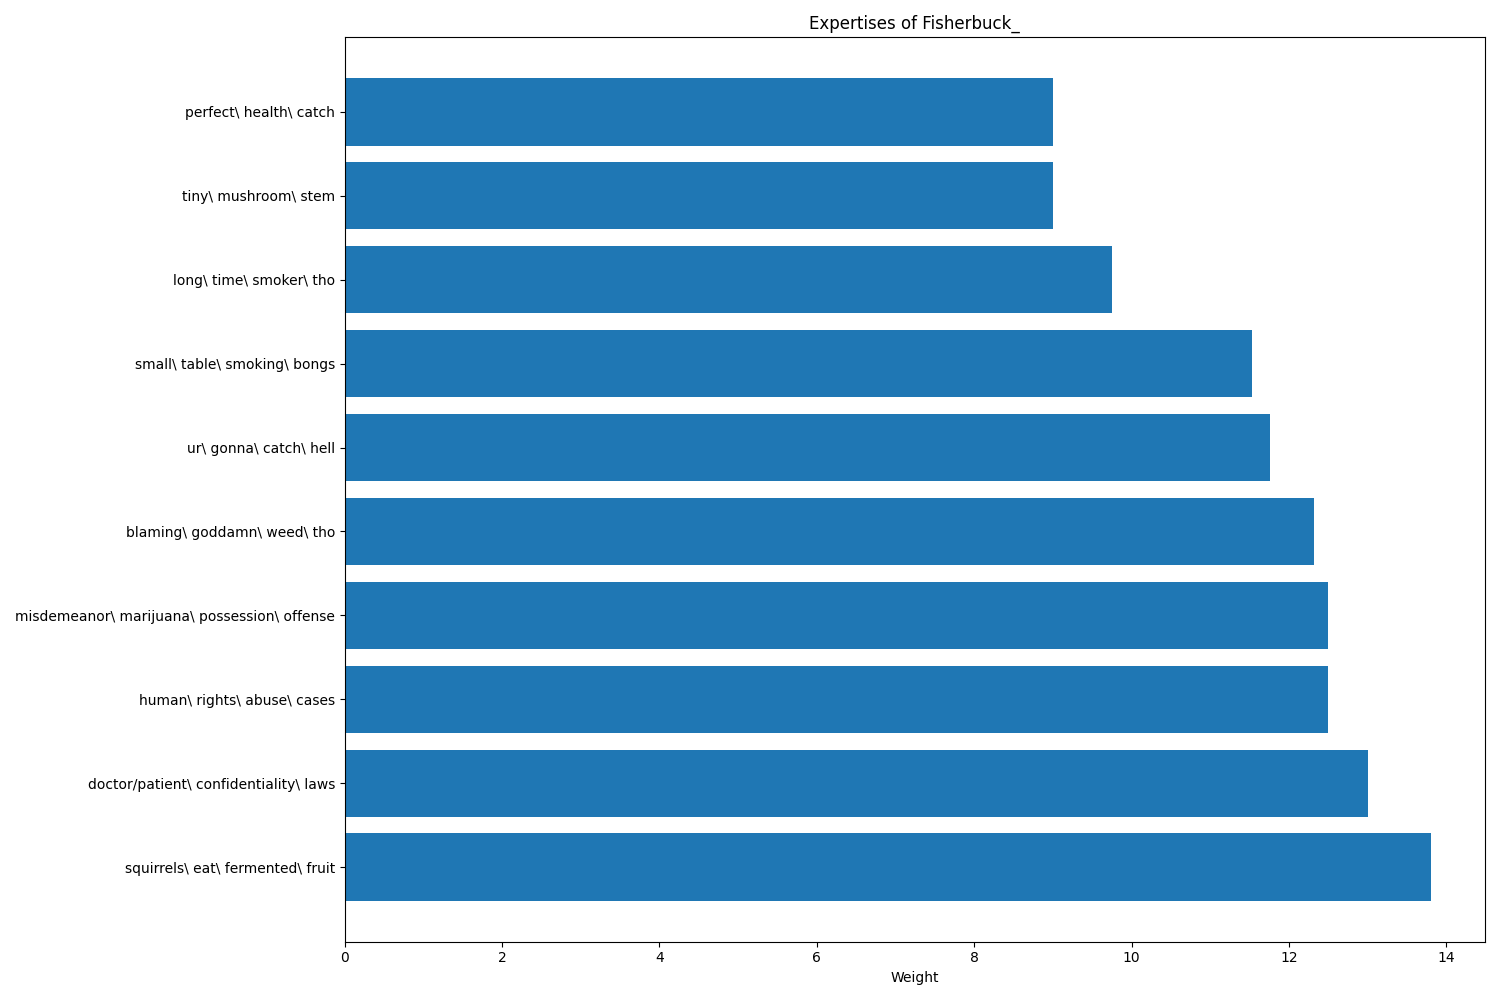 Expertises of Fisherbuck_
perfect\ health\ catch
tiny\ mushroom\ stem
long\ time\ smoker\ tho
small\ table\ smoking\ bongs
ur\ gonna\ catch\ hell
blaming\ goddamn\ weed\ tho
misdemeanor\ marijuana\ possession\ offense
human\ rights\ abuse\ cases
doctor/patient\ confidentiality\ laws
squirrels\ eat\ fermented\ fruit
0 2 4 6 8 10 12 14
Weight